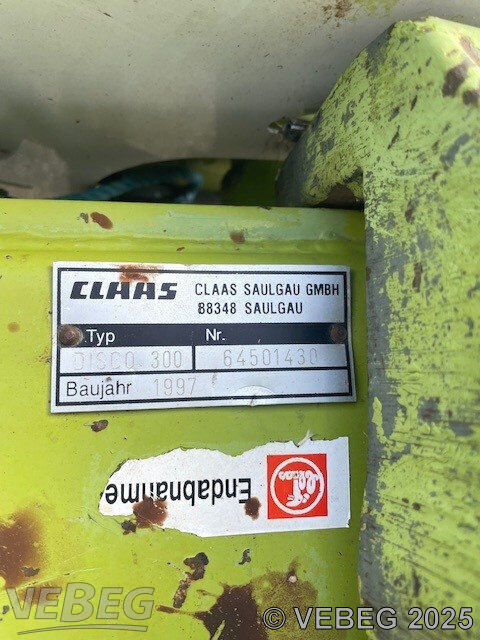 CLAAS
CLAAS SAULGAU GMBH
88348 SAULGAU
Typ Nr.
DISCO 300 64501430
Baujahr 1997
Endabnahme
VEBEG
© VEBEG 2025